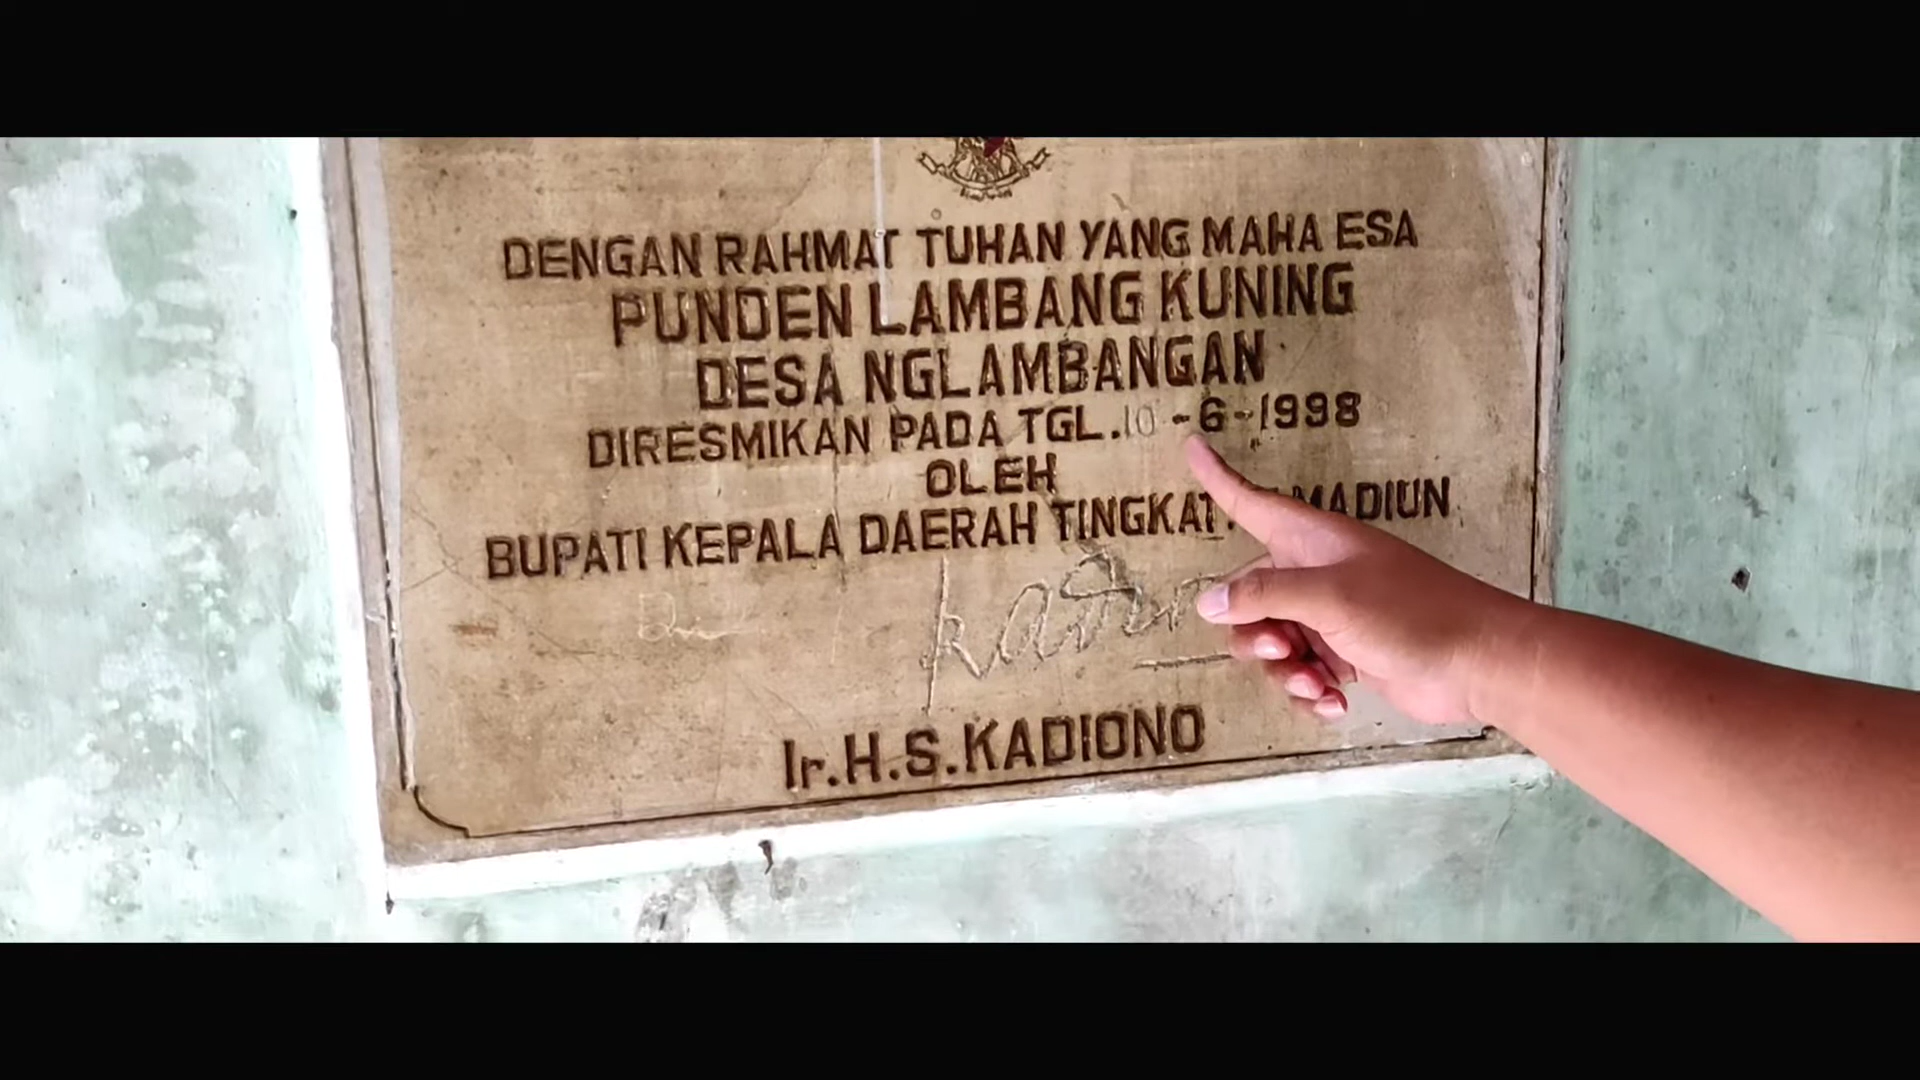 DENGAN RAHMAT TUHAN YANG MAHA ESA
PUNDEN LAMBANG KUNING
DESA NGLAMBANGAN
DIRESMIKAN PADA TGL.10-6-1998
OLEH
BUPATI KEPALA DAERAH TINGKAT MADIUN
Ir.H.S.KADIONO